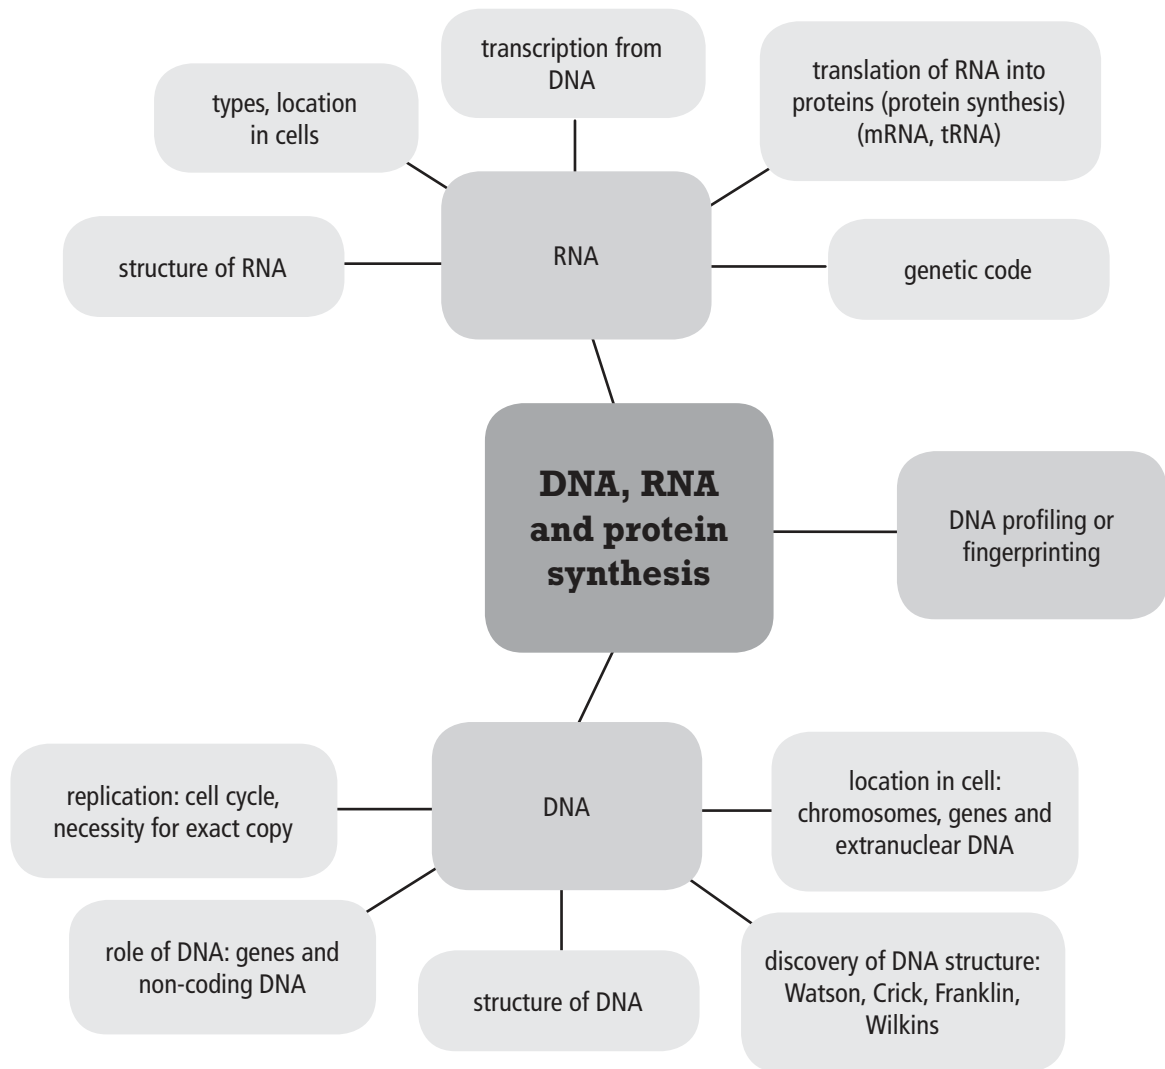 transcription from
DNA
translation of RNA into
proteins (protein synthesis)
(mRNA, tRNA)
types, location
in cells
structure of RNA
RNA
genetic code
DNA, RNA
and protein
synthesis
DNA profiling or
fingerprinting
replication: cell cycle,
necessity for exact copy
DNA
location in cell:
chromosomes, genes and
extranuclear DNA
role of DNA: genes and
non-coding DNA
structure of DNA
discovery of DNA structure:
Watson, Crick, Franklin,
Wilkins